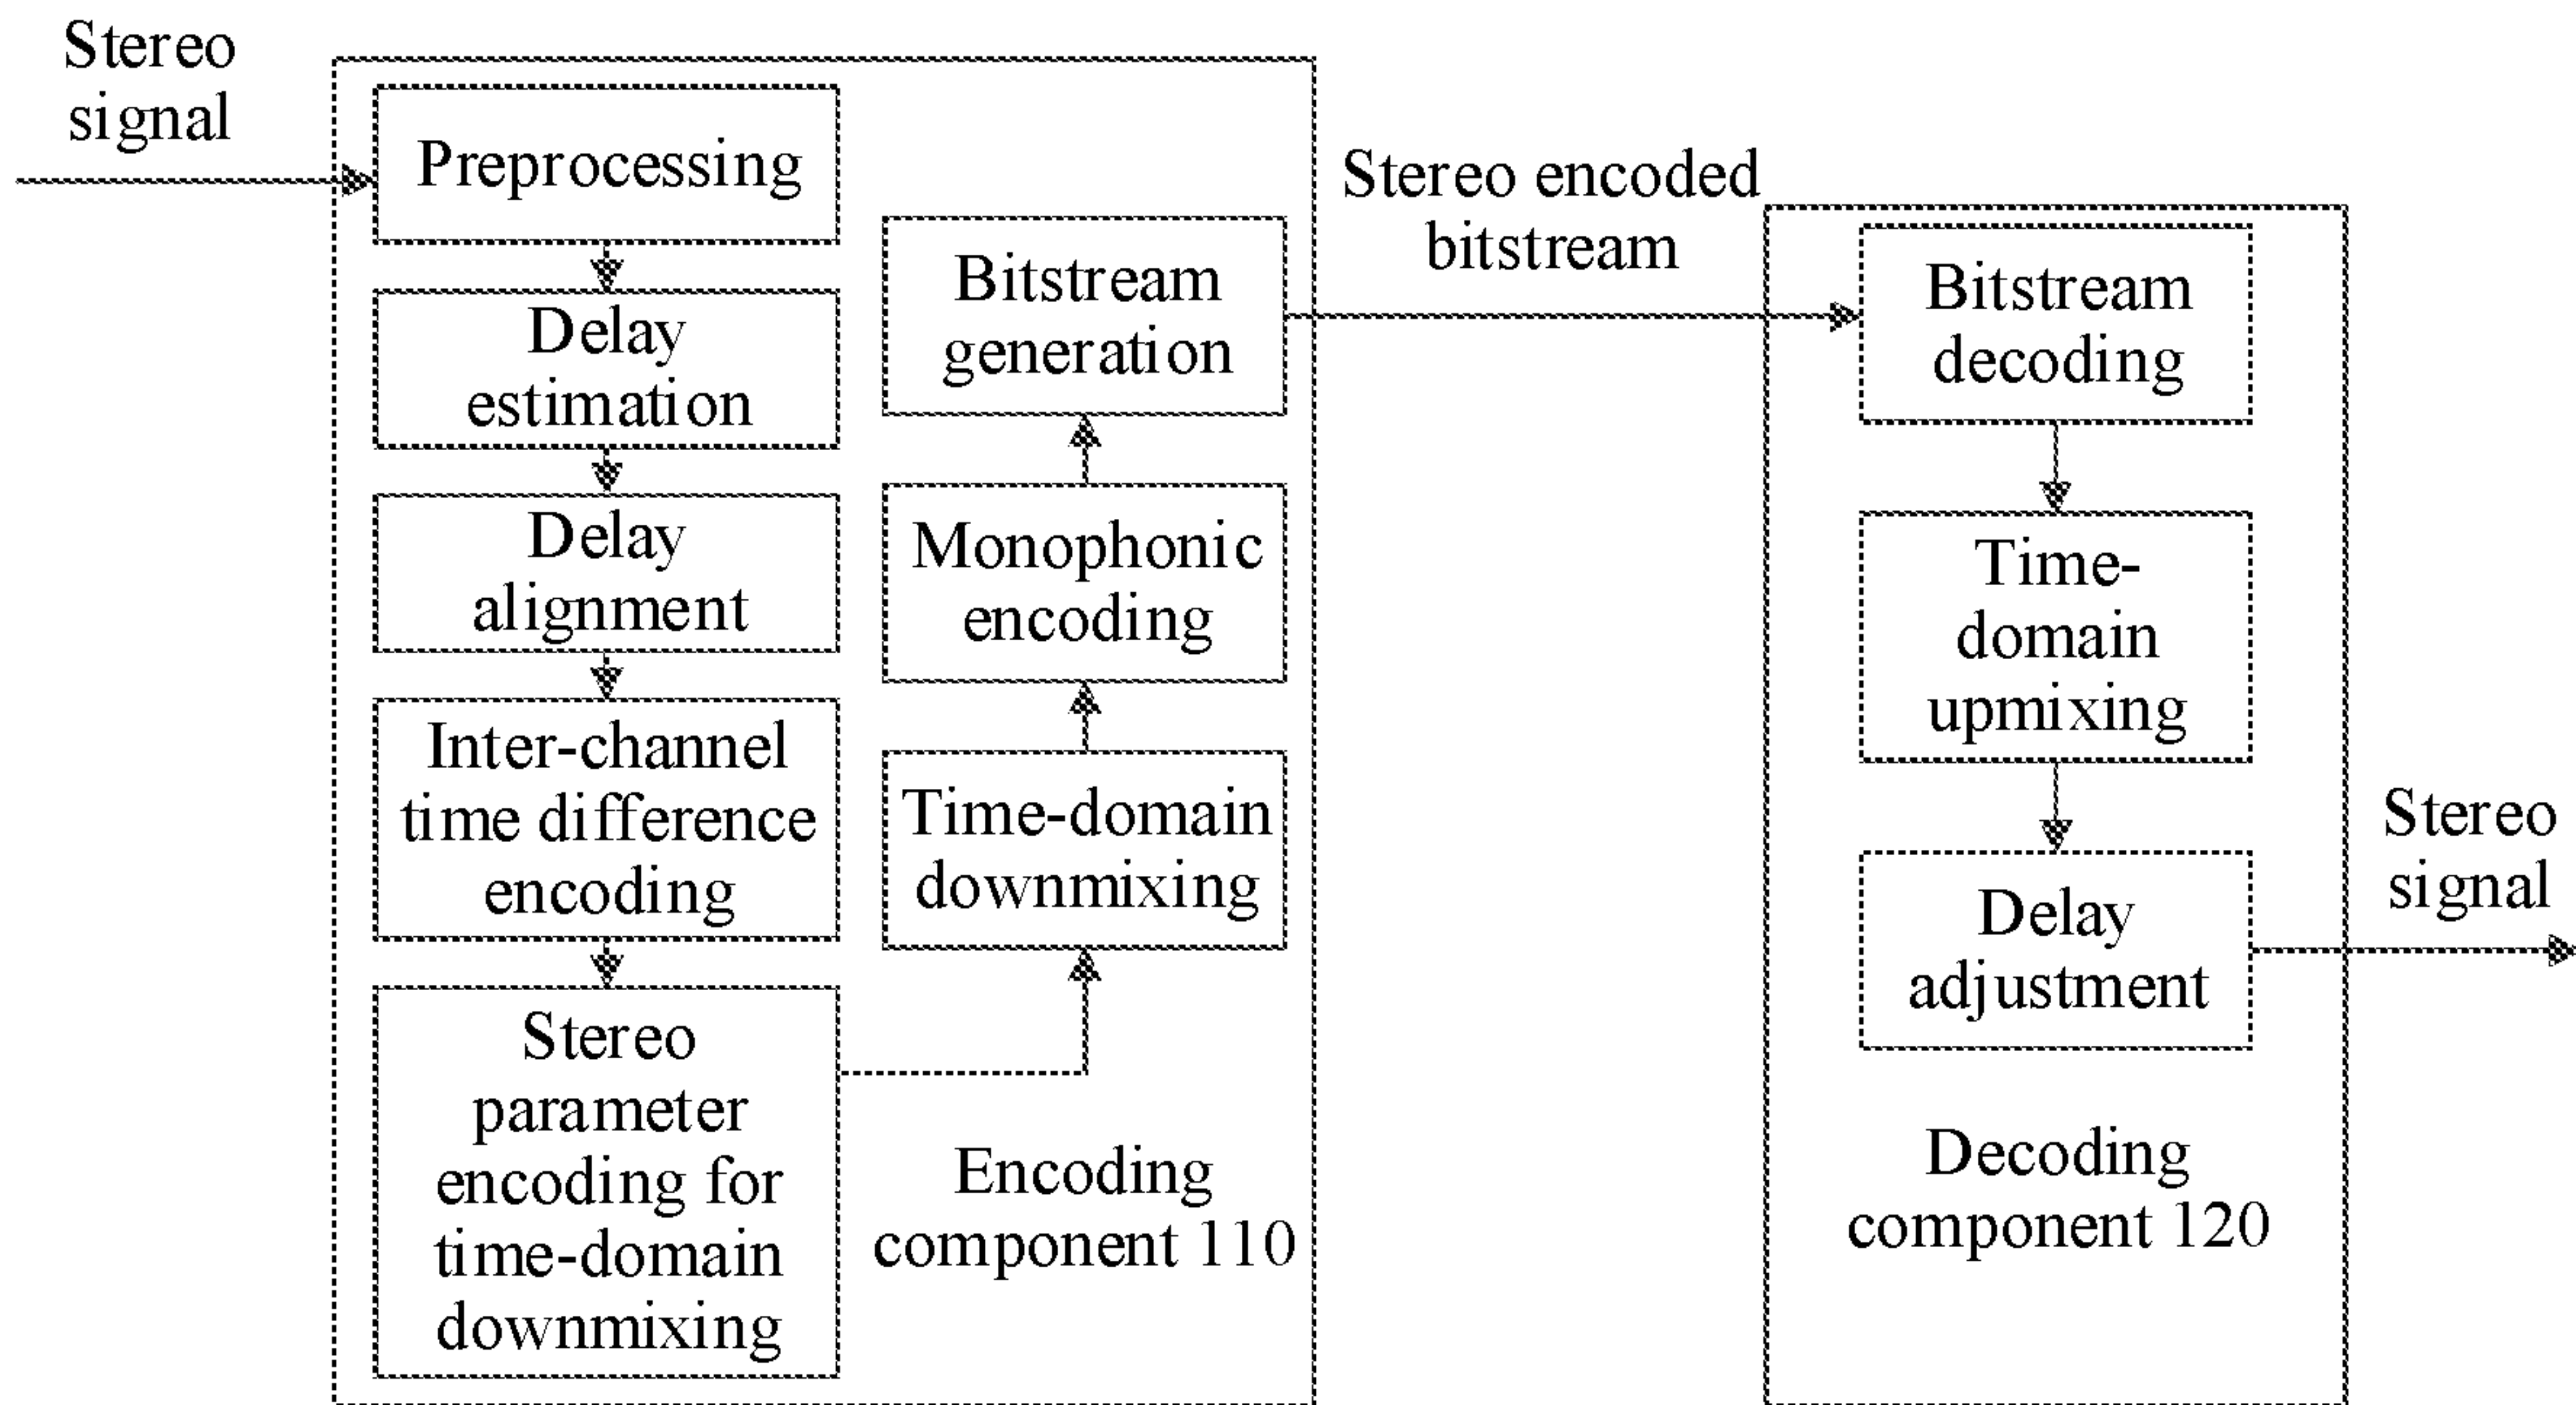 Stereo
signal
Preprocessing
Delay
estimation
Delay
alignment
Inter-channel
time difference
encoding
Stereo
parameter
encoding for
time-domain
downmixing
Time-domain
downmixing
Monophonic
encoding
Bitstream
generation
Encoding
component 110
Stereo encoded
bitstream
Bitstream
decoding
Time-
domain
upmixing
Delay
adjustment
Decoding
component 120
Stereo
signal